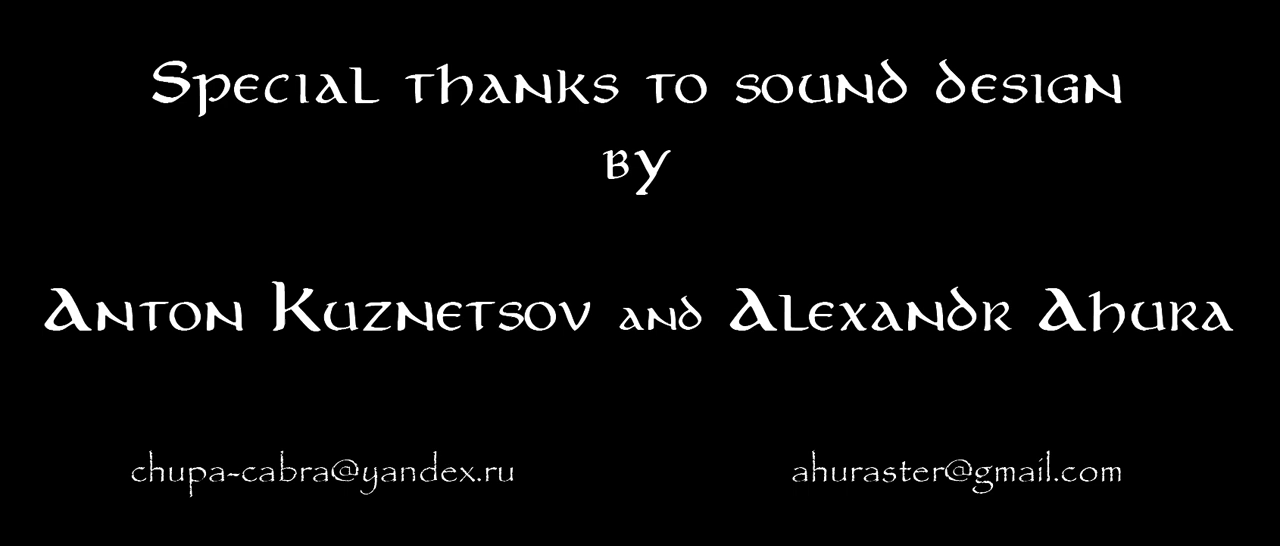 Special thanks to sound design
by
Anton Kuznetsov and Alexandr Ahura
chupa-cabra@yandex.ru ahuraster@gmail.com